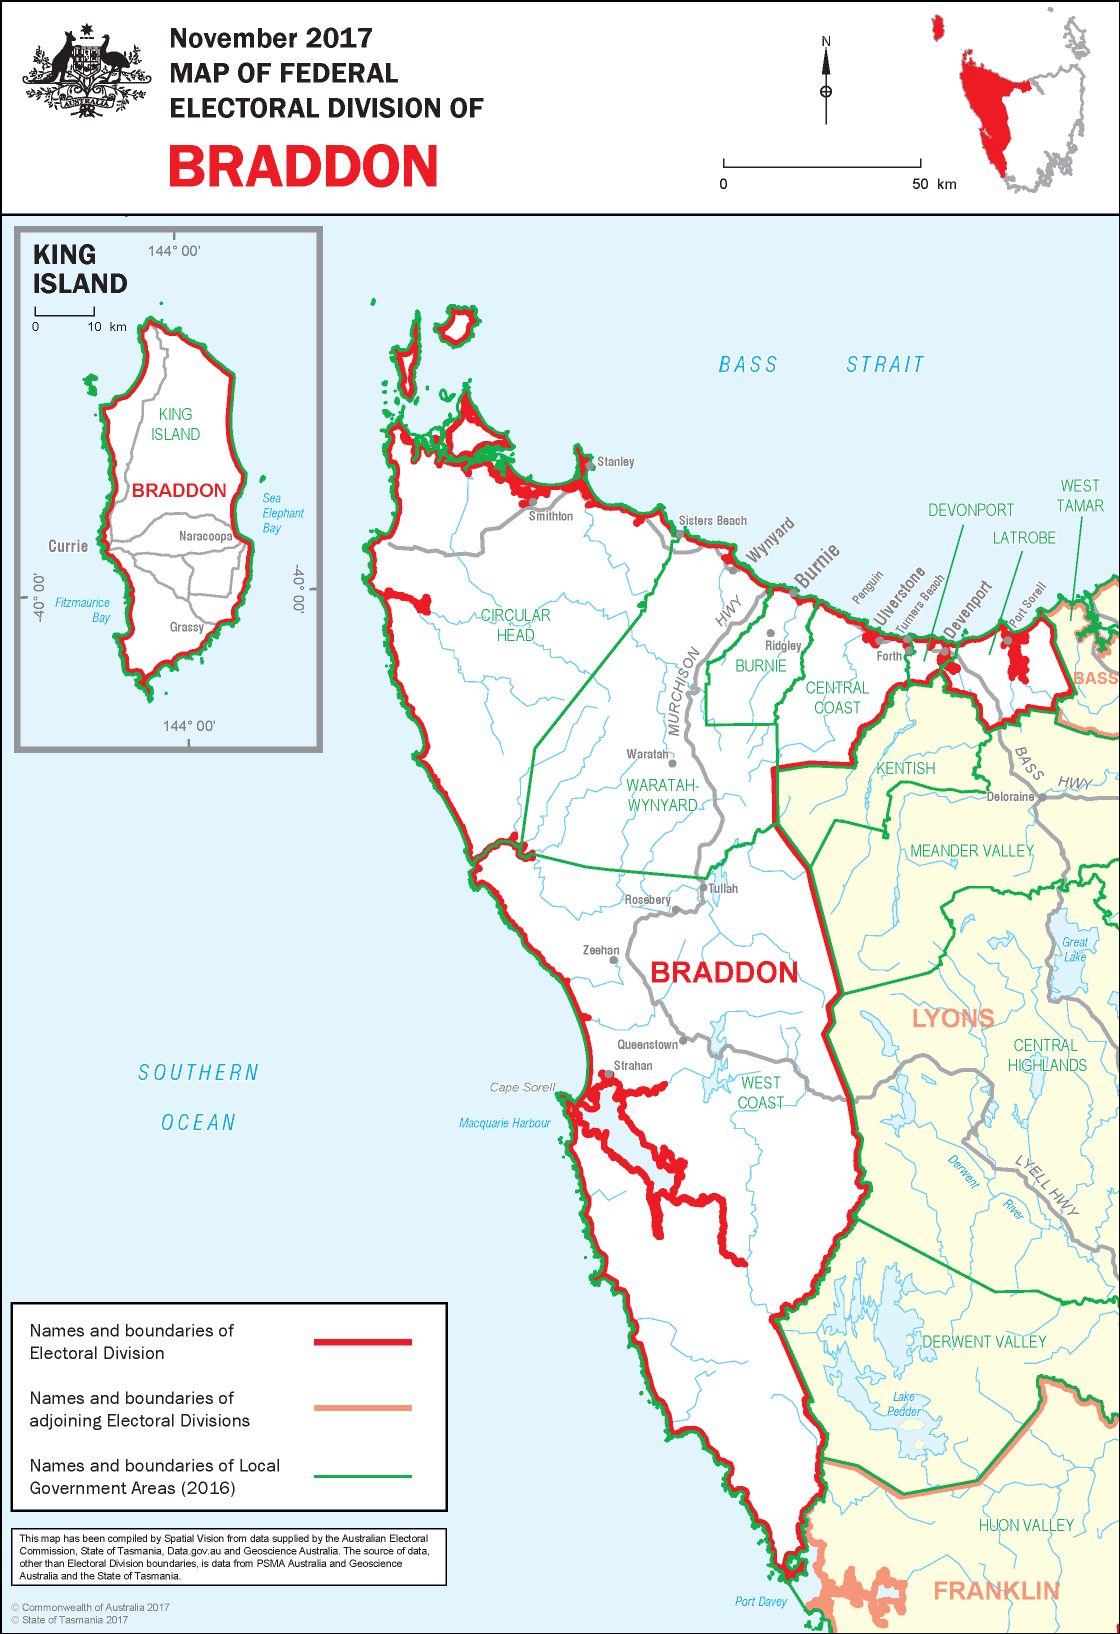 November 2017
MAP OF FEDERAL
ELECTORAL DIVISION OF
BRADDON
AUSTRALIA
N
0 50 km
KING
ISLAND
0 10 km
144° 00'
KING
ISLAND
BRADDON
Sea
Elephant
Bay
Naracoopa
Currie
-40° 00'
-40° 00'
Fitzmaurice
Bay
Grassy
144° 00'
BASS STRAIT
Stanley
Smithton
Sisters Beach
Wynyard
Burnie
Penguin
Ulverstone
Turners Beach
Devenport
Port Sorell
Forth
DEVONPORT
LATROBE
WEST
TAMAR
BASS
CIRCULAR
HEAD
MURCHISON HWY
Ridgley
BURNIE
CENTRAL
COAST
Waratah
WARATAH-
WYNYARD
KENTISH
BASS HWY
Deloraine
MEANDER VALLEY
Tullah
Rosebery
Zeehan
BRADDON
Great
Lake
LYONS
CENTRAL
HIGHLANDS
Queenstown
Strahan
WEST
COAST
Cape Sorell
Macquarie Harbour
SOUTHERN
OCEAN
Derwent River
LYELL HWY
DERWENT VALLEY
Lake
Pedder
HUON VALLEY
FRANKLIN
Port Davey
Names and boundaries of
Electoral Division
Names and boundaries of
adjoining Electoral Divisions
Names and boundaries of Local
Government Areas (2016)
This map has been compiled by Spatial Vision from data supplied by the Australian Electoral
Commission, State of Tasmania, Data.gov.au and Geoscience Australia. The source of data,
other than Electoral Division boundaries, is data from PSMA Australia and Geoscience
Australia and the State of Tasmania.
© Commonwealth of Australia 2017
© State of Tasmania 2017